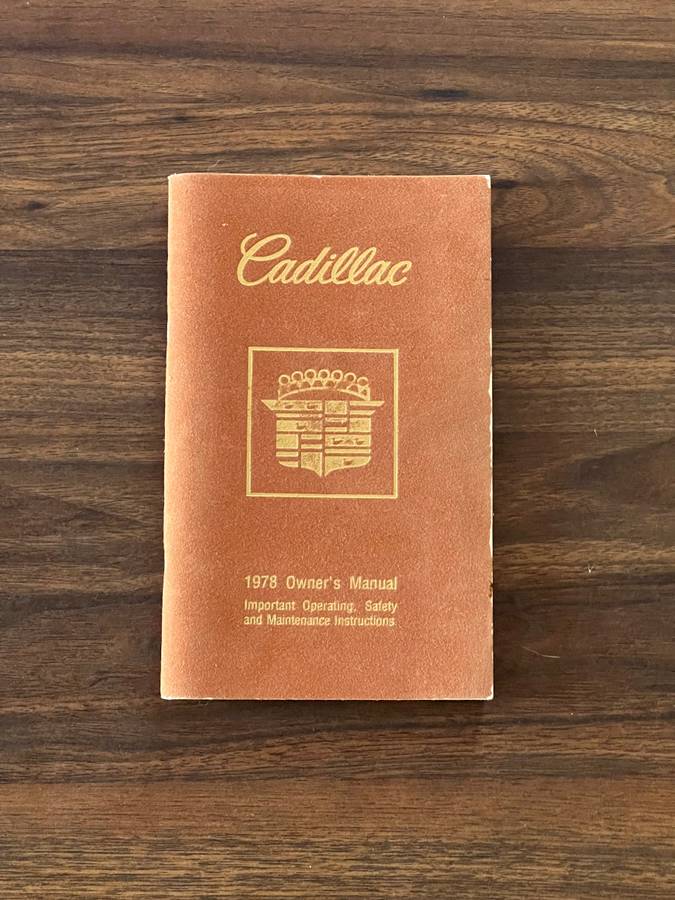 Cadillac
1978 Owner's Manual
Important Operating, Safety
and Maintenance Instructions